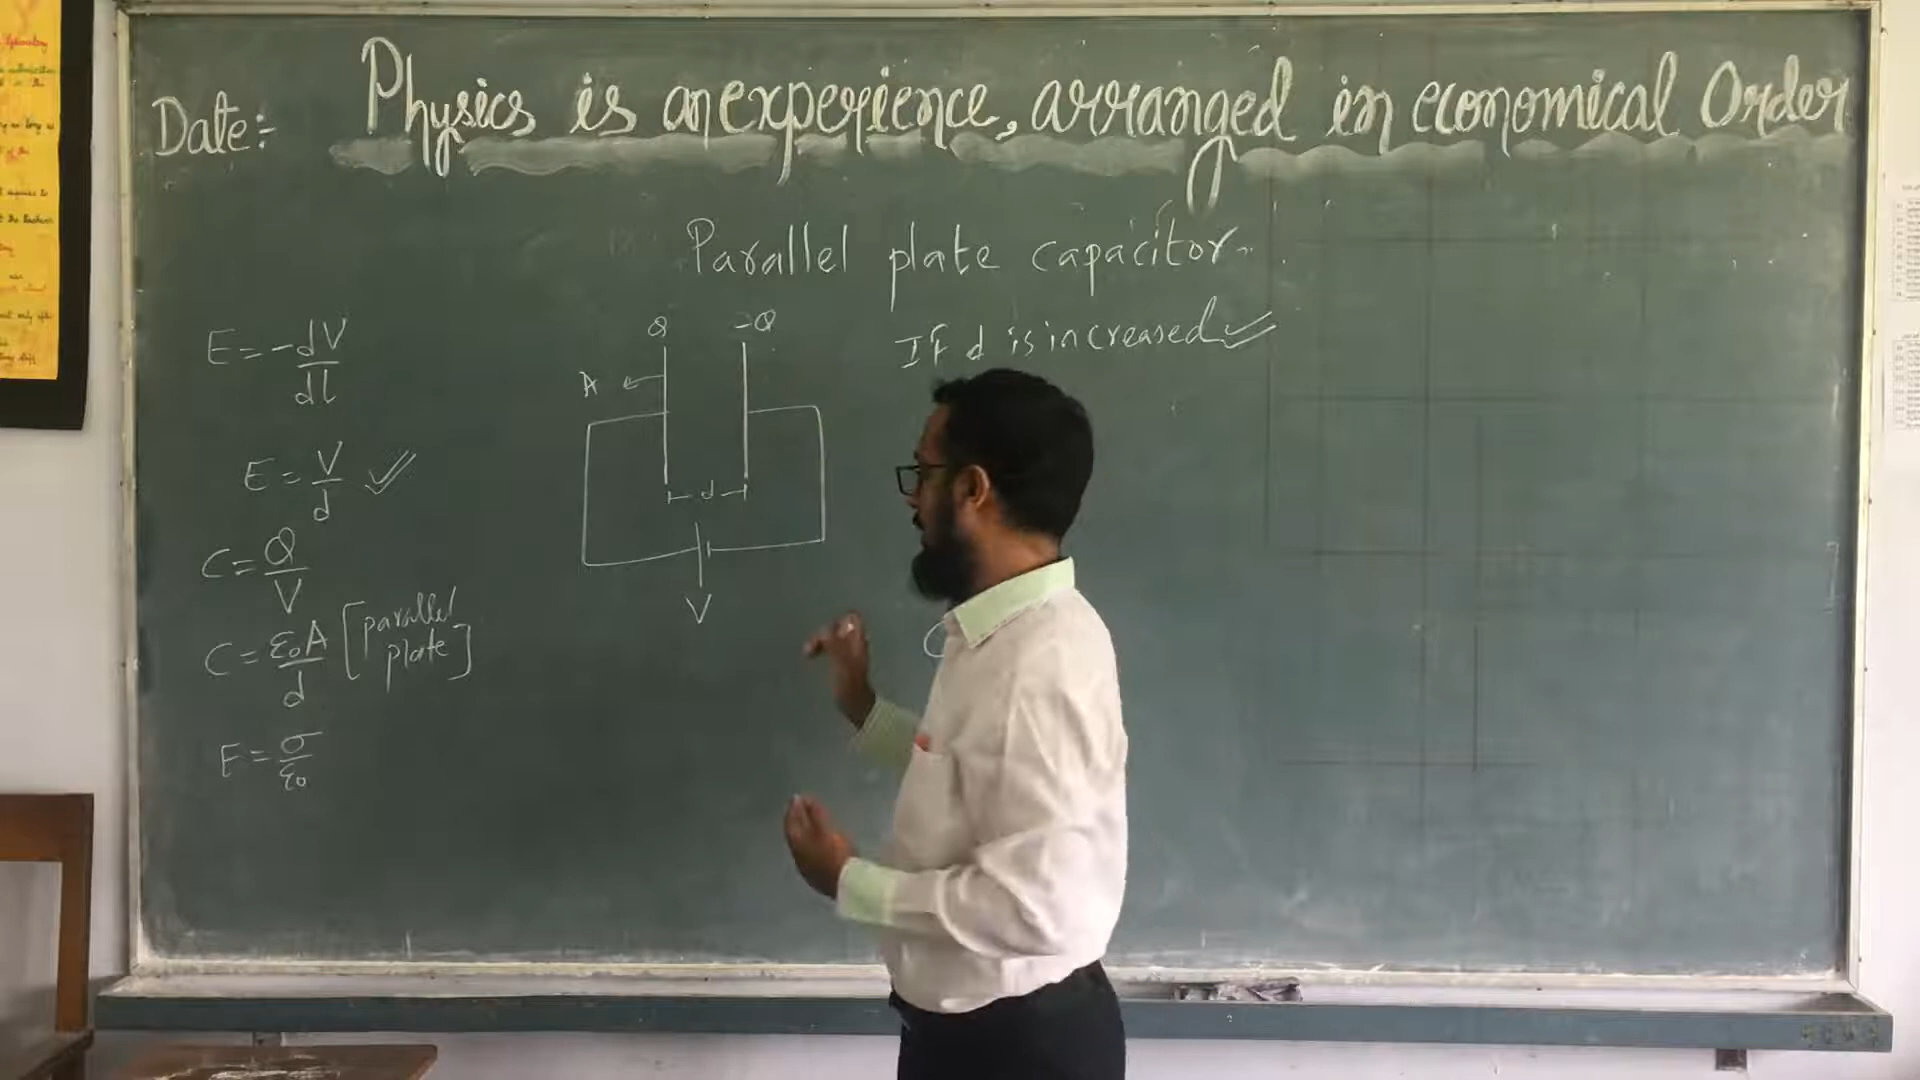 Date:- Physics is an experience, arranged in economical Order
Parallel plate capacitor
If d is increased
E = -dV/dl
E = V/d
C = Q/V
C = ε₀A/d [parallel plate]
E = σ/ε₀
Q -Q
A
d
V
C